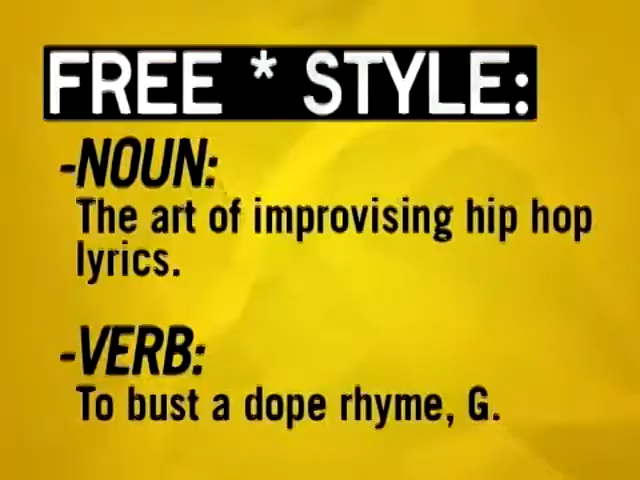 FREE * STYLE:
-NOUN:
The art of improvising hip hop
lyrics.
-VERB:
To bust a dope rhyme, G.